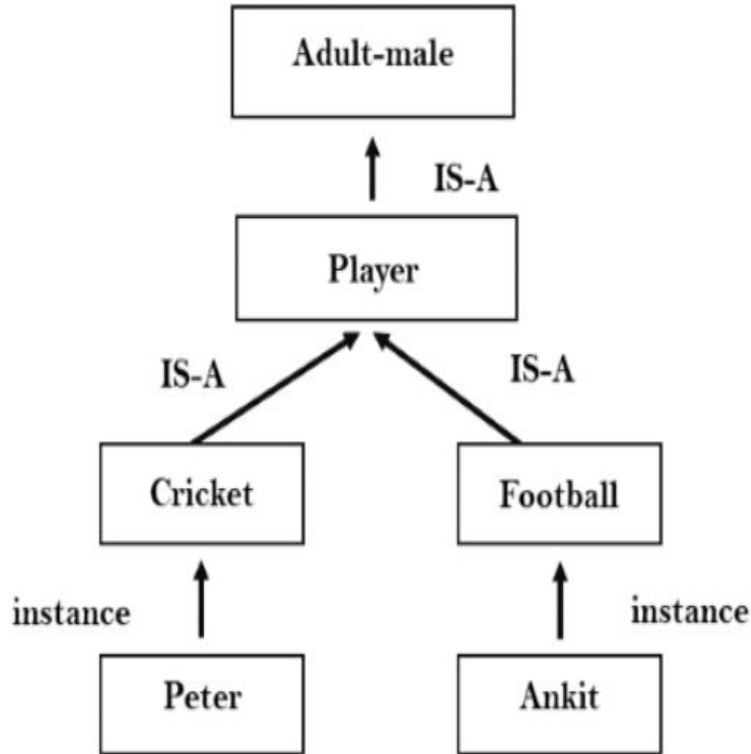 Adult-male
IS-A
Player
IS-A
IS-A
Cricket
Football
instance
instance
Peter
Ankit